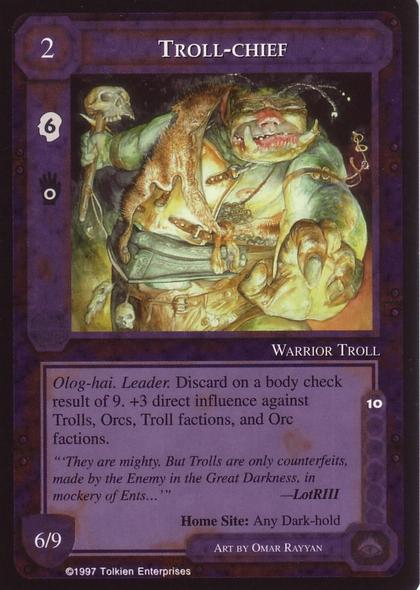 2
TROLL-CHIEF
6
0
WARRIOR TROLL
Olog-hai. Leader. Discard on a body check
result of 9. +3 direct influence against
Trolls, Orcs, Troll factions, and Orc
factions.
10
“‘They are mighty. But Trolls are only counterfeits,
made by the Enemy in the Great Darkness, in
mockery of Ents…’” —LotRIII
Home Site: Any Dark-hold
6/9
ART BY OMAR RAYYAN
©1997 Tolkien Enterprises